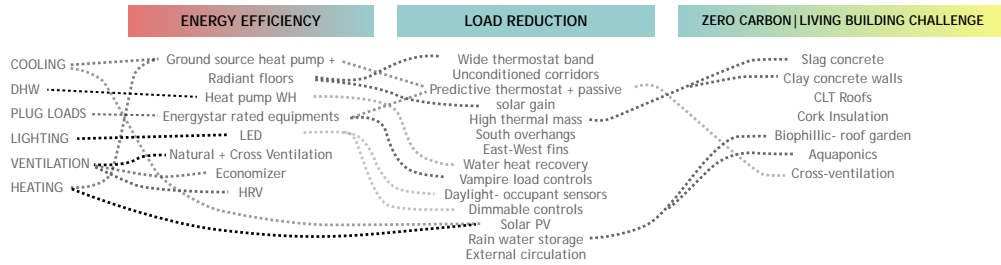 ENERGY EFFICIENCY
LOAD REDUCTION
ZERO CARBON|LIVING BUILDING CHALLENGE
COOLING
DHW
PLUG LOADS
LIGHTING
VENTILATION
HEATING
Ground source heat pump +
Radiant floors
Heat pump WH
Energystar rated equipments
LED
Natural + Cross Ventilation
Economizer
HRV
Wide thermostat band
Unconditioned corridors
Predictive thermostat + passive
solar gain
High thermal mass
South overhangs
East-West fins
Water heat recovery
Vampire load controls
Daylight- occupant sensors
Dimmable controls
Solar PV
Rain water storage
External circulation
Slag concrete
Clay concrete walls
CLT Roofs
Cork Insulation
Biophillic- roof garden
Aquaponics
Cross-ventilation